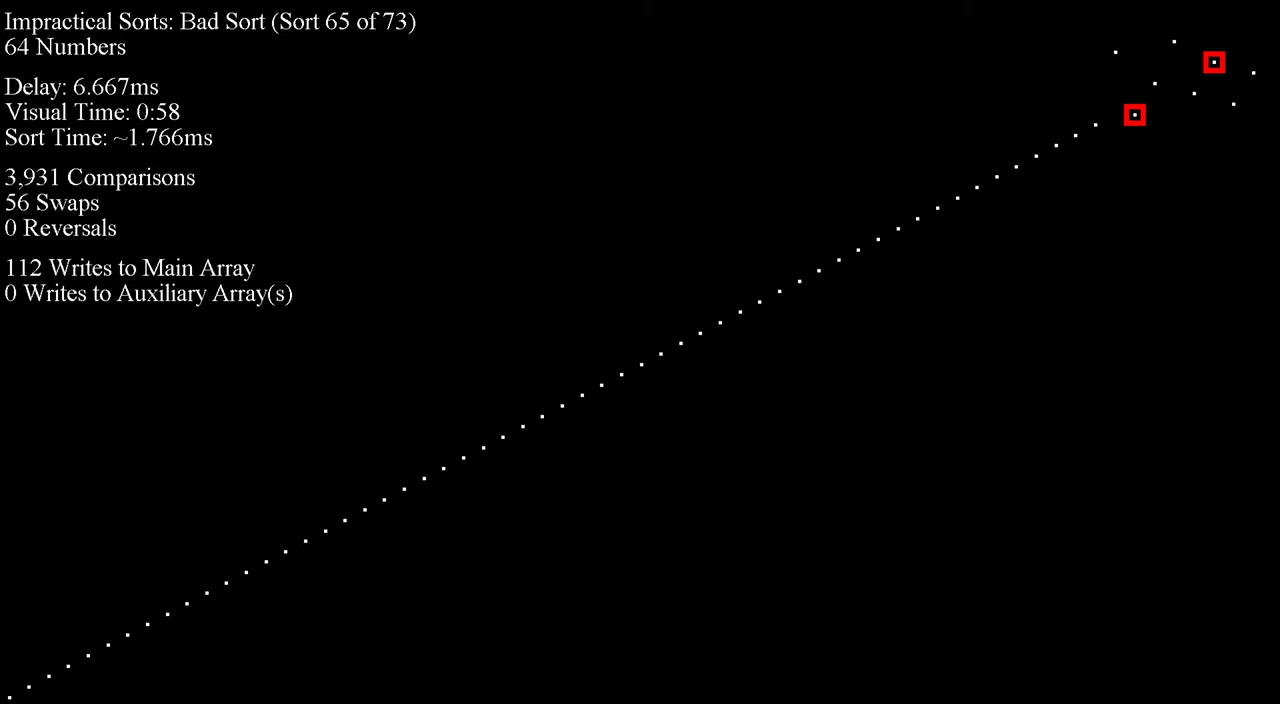 Impractical Sorts: Bad Sort (Sort 65 of 73)
64 Numbers
Delay: 6.667ms
Visual Time: 0:58
Sort Time: ~1.766ms
3,931 Comparisons
56 Swaps
0 Reversals
112 Writes to Main Array
0 Writes to Auxiliary Array(s)